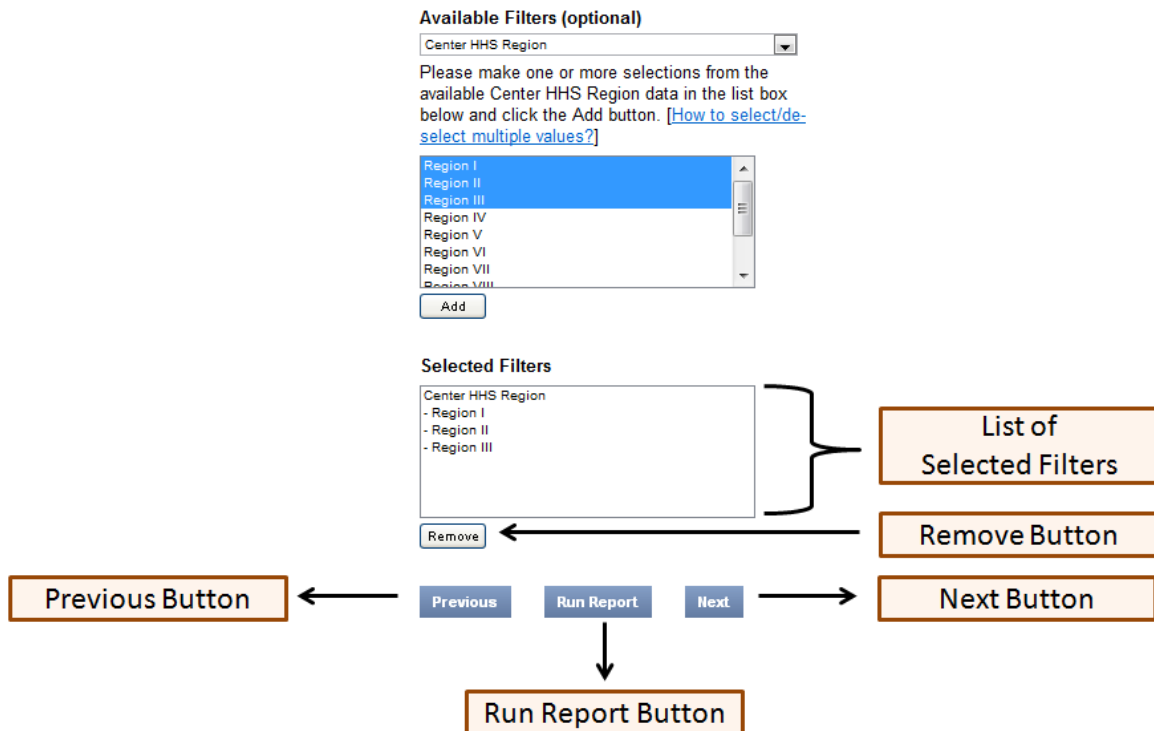 Available Filters (optional)
Center HHS Region
Please make one or more selections from the
available Center HHS Region data in the list box
below and click the Add button. [How to select/de-
select multiple values?]
Region I
Region II
Region III
Region IV
Region V
Region VI
Region VII
Region VIII
Add
Selected Filters
Center HHS Region
- Region I
- Region II
- Region III
List of
Selected Filters
Remove
Remove Button
Previous Button
Previous
Run Report
Next
Next Button
Run Report Button